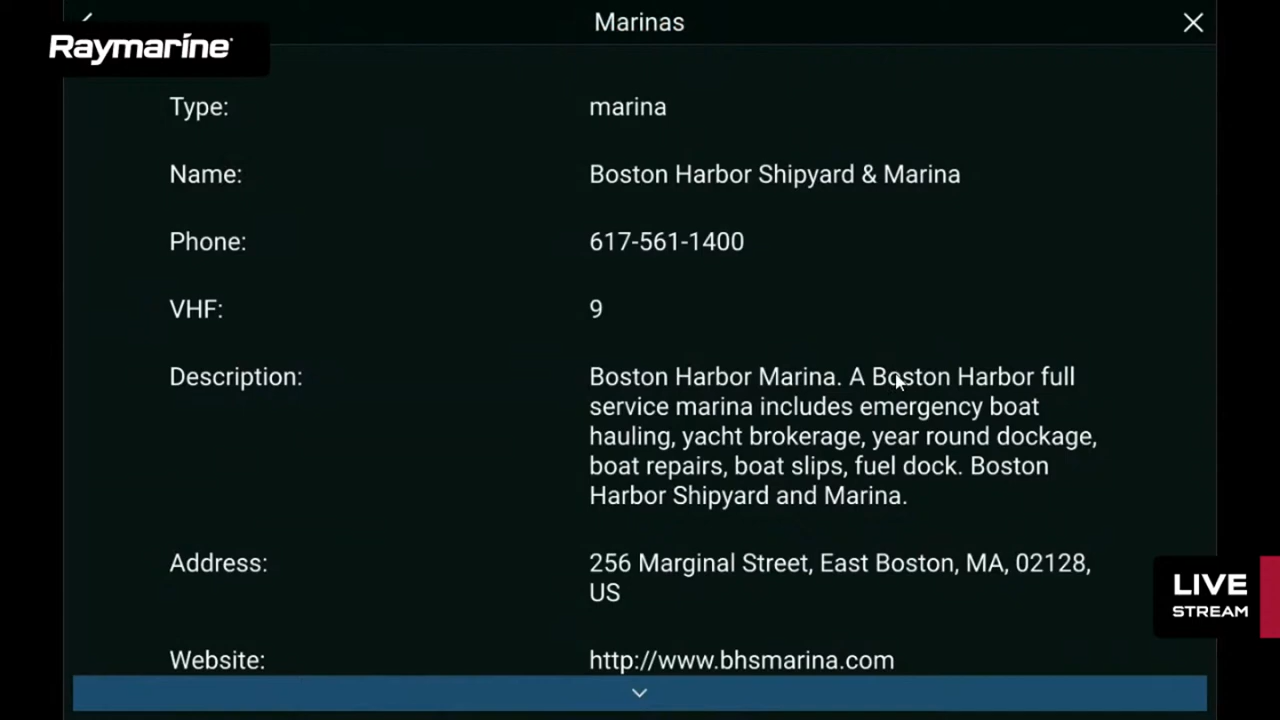 Marinas
Raymarine
Type:
marina
Name:
Boston Harbor Shipyard & Marina
Phone:
617-561-1400
VHF:
9
Description:
Boston Harbor Marina. A Boston Harbor full
service marina includes emergency boat
hauling, yacht brokerage, year round dockage,
boat repairs, boat slips, fuel dock. Boston
Harbor Shipyard and Marina.
Address:
256 Marginal Street, East Boston, MA, 02128,
US
LIVE
STREAM
Website:
http://www.bhsmarina.com